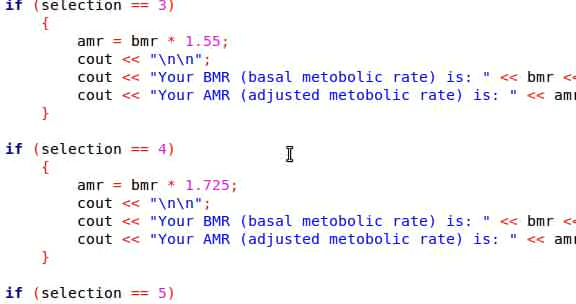 if (selection == 3)
{
amr = bmr * 1.55;
cout << "\n\n";
cout << "Your BMR (basal metobolic rate) is: " << bmr <<
cout << "Your AMR (adjusted metobolic rate) is: " << amr
}
if (selection == 4)
{
amr = bmr * 1.725;
cout << "\n\n";
cout << "Your BMR (basal metobolic rate) is: " << bmr <<
cout << "Your AMR (adjusted metobolic rate) is: " << amr
}
if (selection == 5)